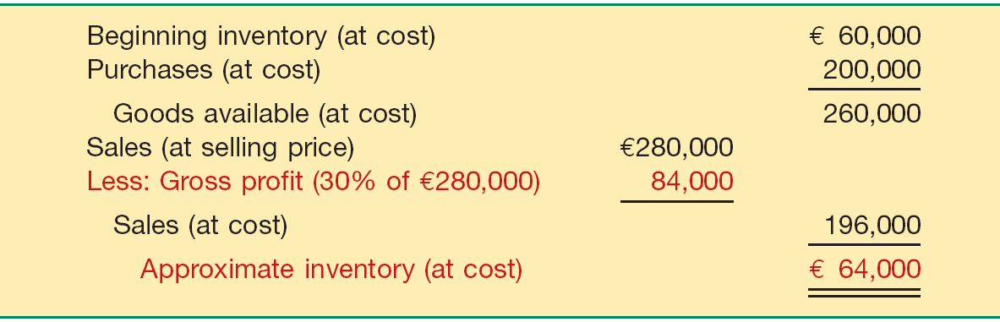 Beginning inventory (at cost) € 60,000
Purchases (at cost) 200,000
Goods available (at cost) 260,000
Sales (at selling price) €280,000
Less: Gross profit (30% of €280,000) 84,000
Sales (at cost) 196,000
Approximate inventory (at cost) € 64,000